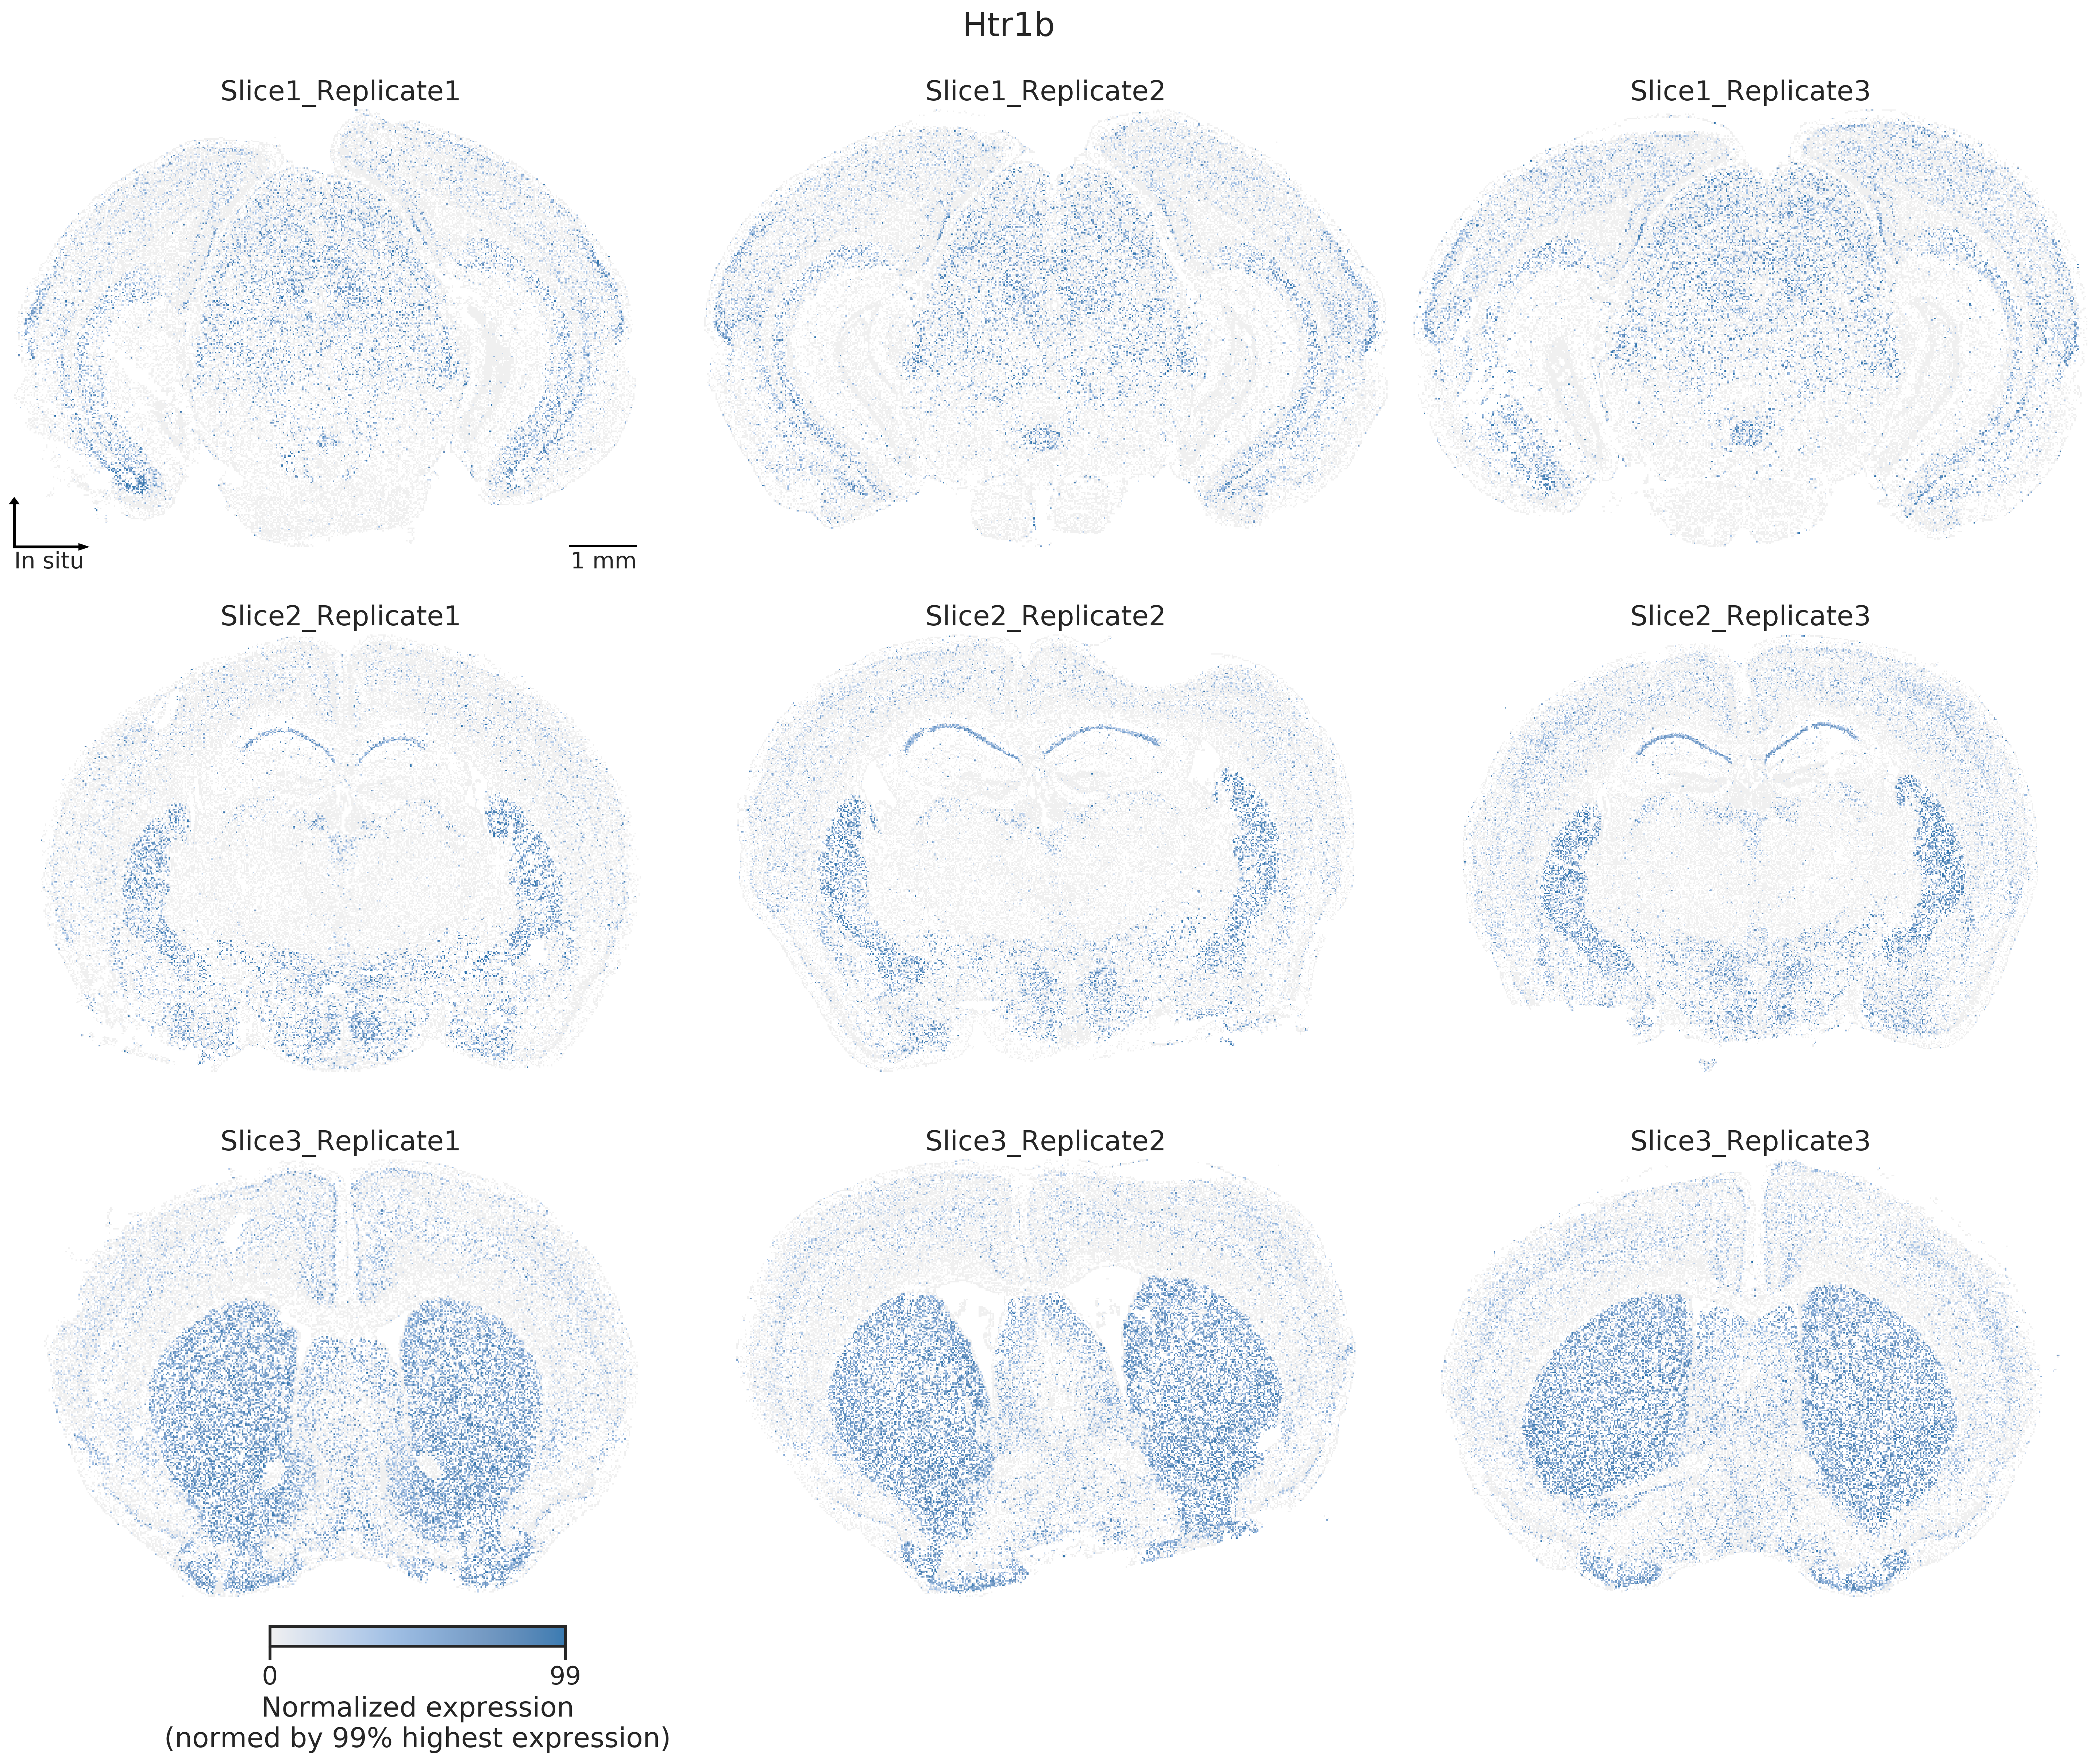 Htr1b
Slice1_Replicate1
Slice1_Replicate2
Slice1_Replicate3
In situ
1 mm
Slice2_Replicate1
Slice2_Replicate2
Slice2_Replicate3
Slice3_Replicate1
Slice3_Replicate2
Slice3_Replicate3
0
99
Normalized expression
(normed by 99% highest expression)